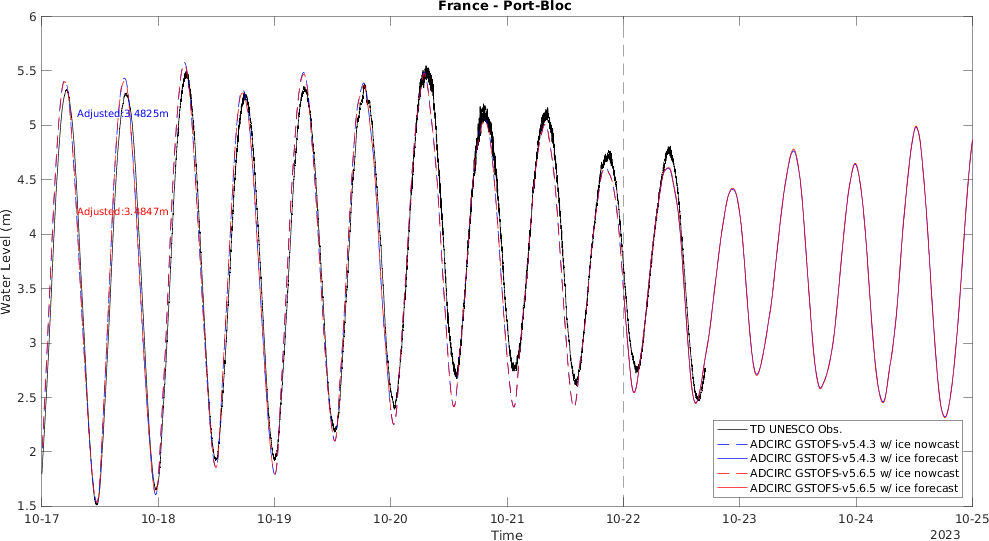 France - Port-Bloc
6
5.5
5
4.5
4
3.5
3
2.5
2
1.5
Water Level (m)
Adjusted:3.4825m
Adjusted:3.4847m
TD UNESCO Obs.
ADCIRC GSTOFS-v5.4.3 w/ ice nowcast
ADCIRC GSTOFS-v5.4.3 w/ ice forecast
ADCIRC GSTOFS-v5.6.5 w/ ice nowcast
ADCIRC GSTOFS-v5.6.5 w/ ice forecast
10-17 10-18 10-19 10-20 10-21 10-22 10-23 10-24 10-25
Time
2023